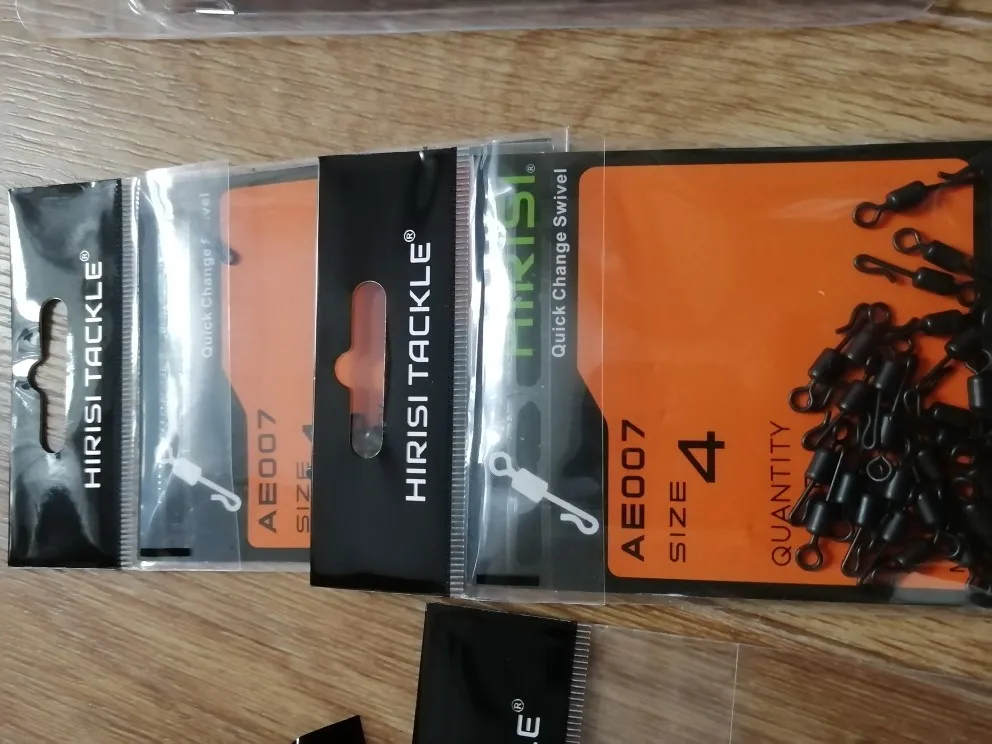 HIRISI TACKLE®
Quick Change
AE007
SIZE
HIRISI TACKLE®
HIRISI®
Quick Change Swivel
AE007
SIZE 4
QUANTITY